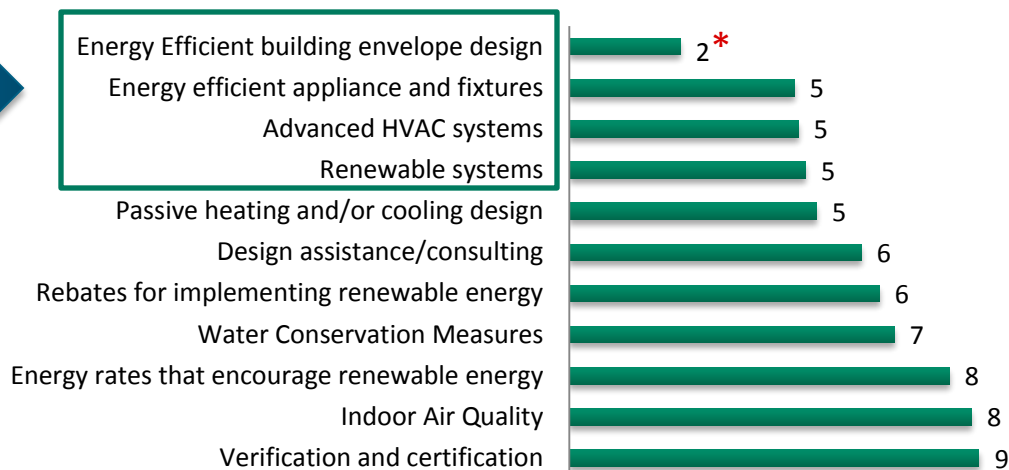 Energy Efficient building envelope design 2*
Energy efficient appliance and fixtures 5
Advanced HVAC systems 5
Renewable systems 5
Passive heating and/or cooling design 5
Design assistance/consulting 6
Rebates for implementing renewable energy 6
Water Conservation Measures 7
Energy rates that encourage renewable energy 8
Indoor Air Quality 8
Verification and certification 9